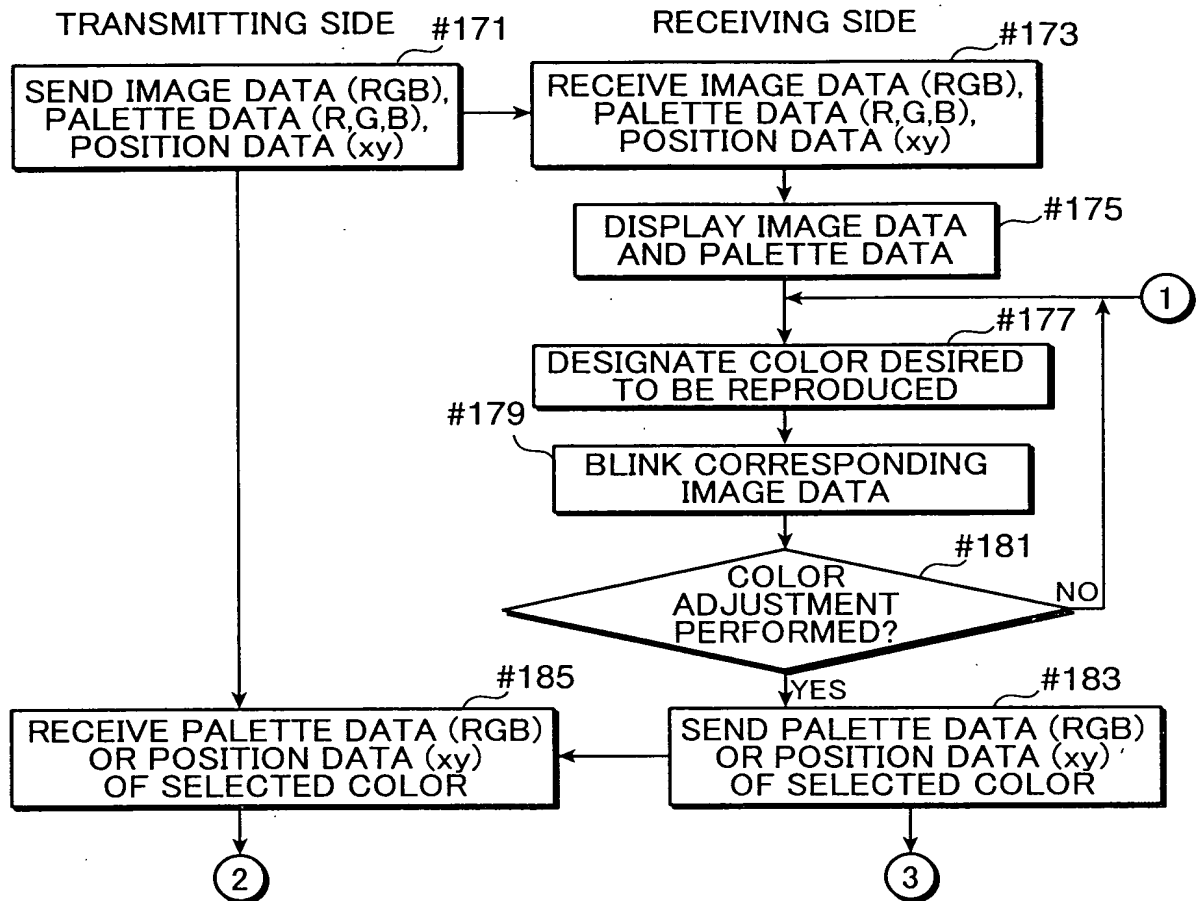 TRANSMITTING SIDE
#171
SEND IMAGE DATA (RGB),
PALETTE DATA (R,G,B),
POSITION DATA (xy)
RECEIVING SIDE
#173
RECEIVE IMAGE DATA (RGB),
PALETTE DATA (R,G,B),
POSITION DATA (xy)
#175
DISPLAY IMAGE DATA
AND PALETTE DATA
1
#177
DESIGNATE COLOR DESIRED
TO BE REPRODUCED
#179
BLINK CORRESPONDING
IMAGE DATA
#181
COLOR
ADJUSTMENT
PERFORMED?
NO
YES
#183
SEND PALETTE DATA (RGB)
OR POSITION DATA (xy)
OF SELECTED COLOR
#185
RECEIVE PALETTE DATA (RGB)
OR POSITION DATA (xy)
OF SELECTED COLOR
2
3